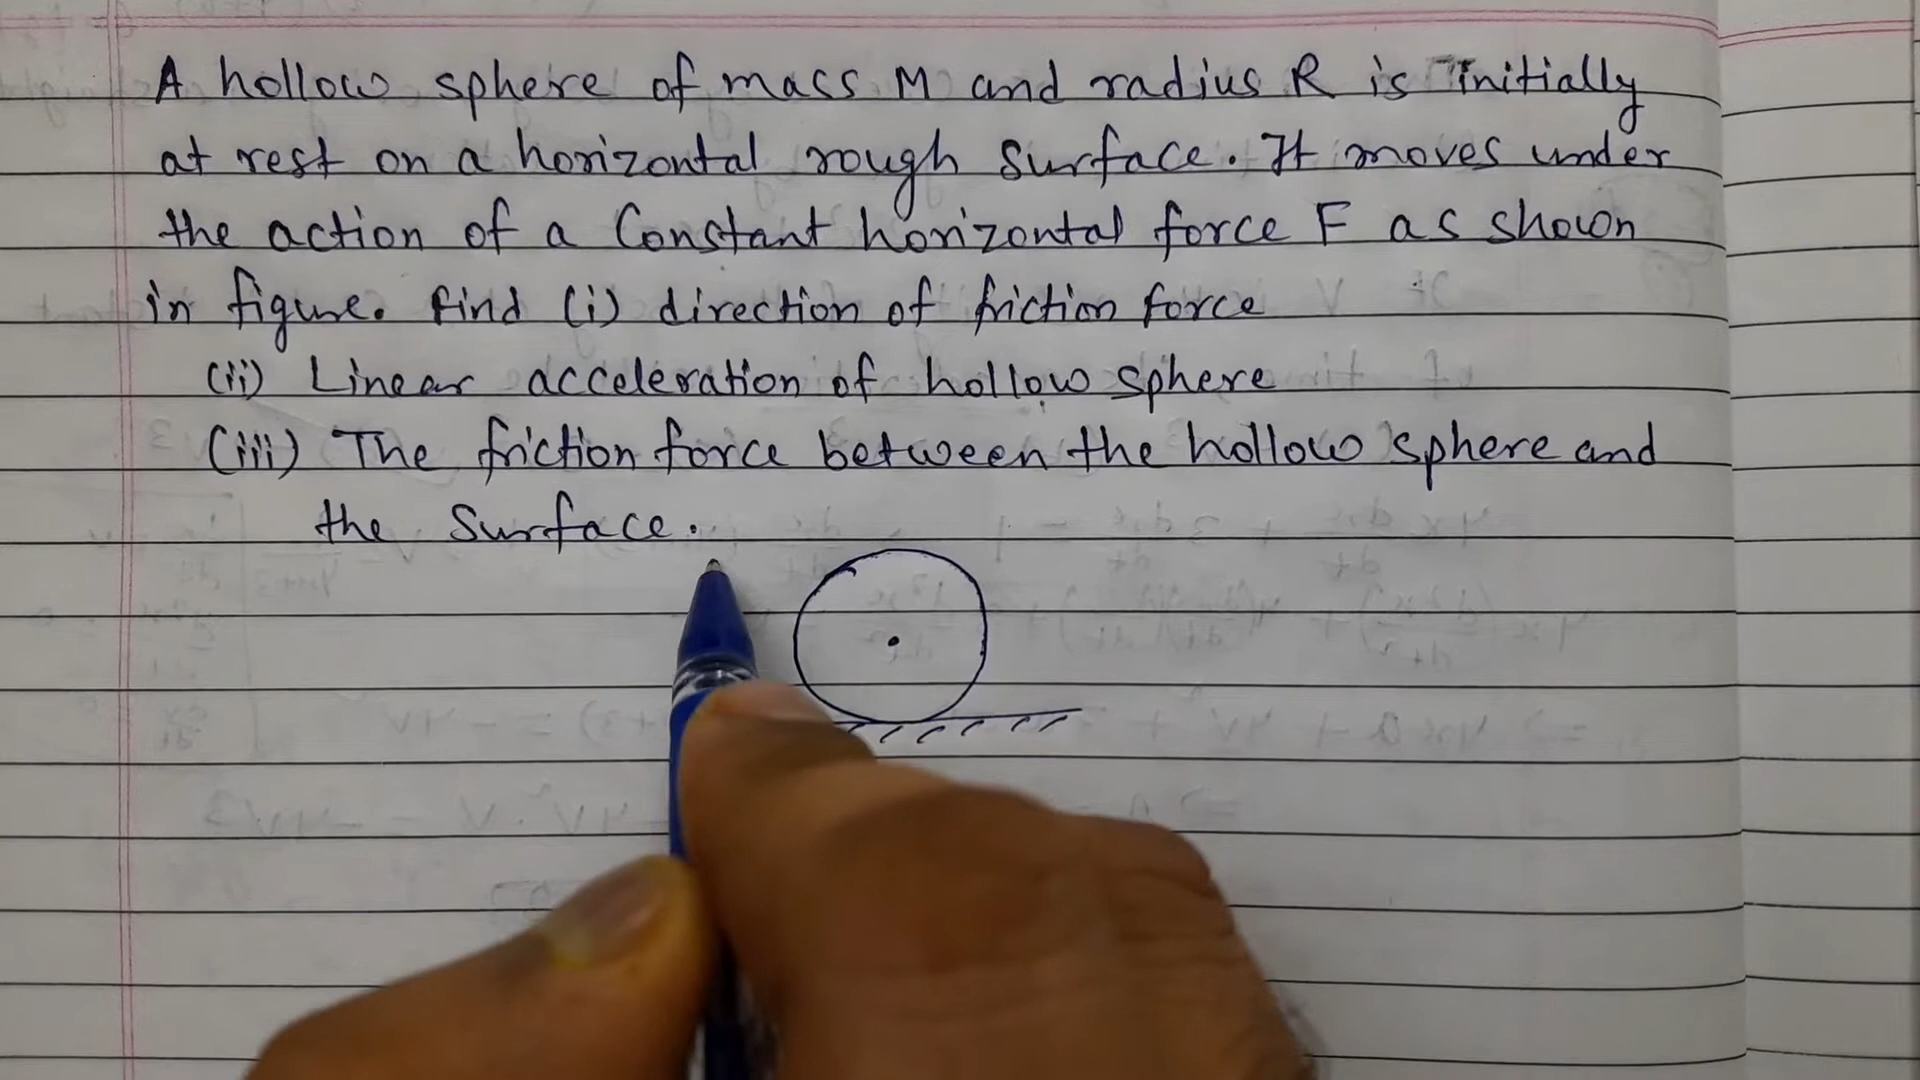 A hollow sphere of mass M and radius R is initially
at rest on a horizontal rough surface. It moves under
the action of a Constant horizontal force F as shown
in figure. find (i) direction of friction force
(ii) Linear acceleration of hollow sphere
(iii) The friction force between the hollow sphere and
the Surface.